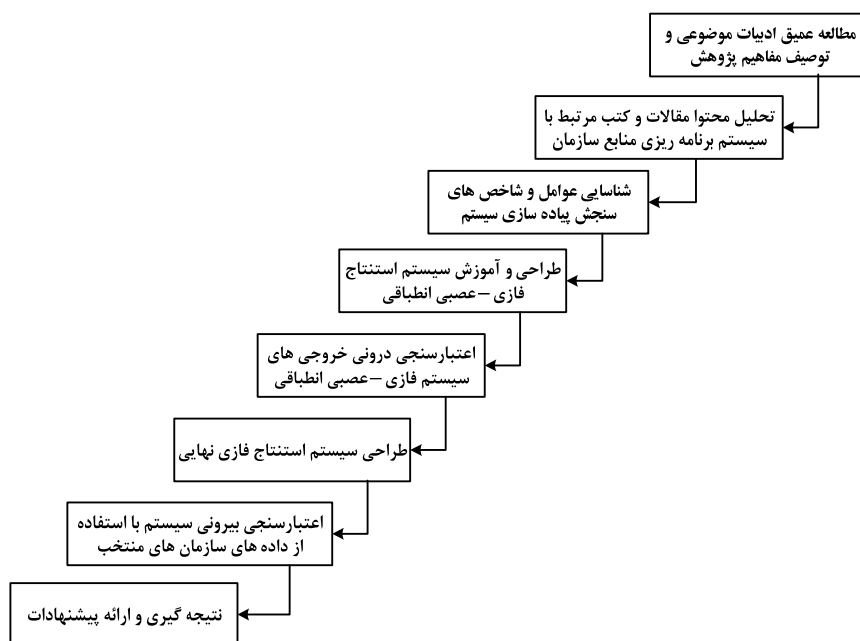 مطالعه عمیق ادبیات موضوعی و
توصیف مفاهیم پژوهش
تحلیل محتوا مقالات و کتب مرتبط با
سیستم برنامه ریزی منابع سازمان
شناسایی عوامل و شاخص های
سنجش پیاده سازی سیستم
طراحی و آموزش سیستم استنتاج
فازی – عصبی انطباقی
اعتبارسنجی درونی خروجی های
سیستم فازی – عصبی انطباقی
طراحی سیستم استنتاج فازی نهایی
اعتبارسنجی بیرونی سیستم با استفاده
از داده های سازمان های منتخب
نتیجه گیری و ارائه پیشنهادات